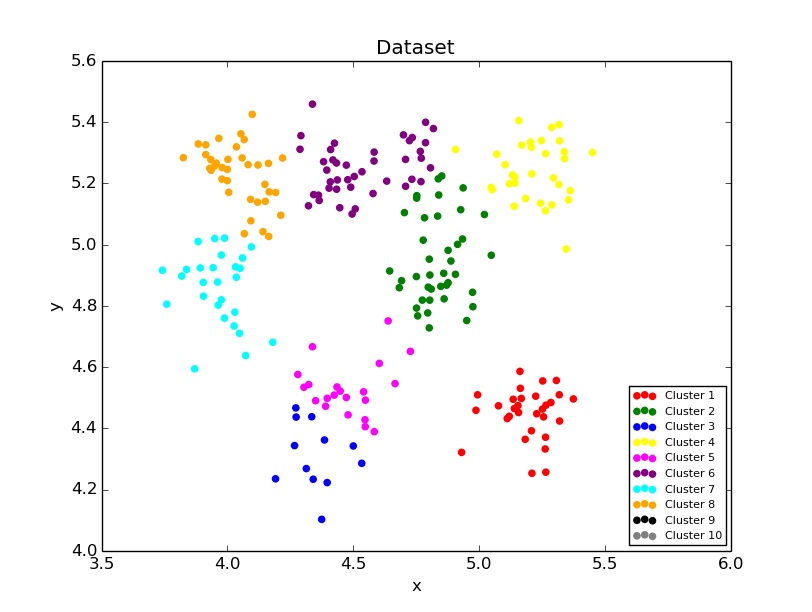 Dataset
5.6
5.4
5.2
5.0
4.8
4.6
4.4
4.2
4.0
y
3.5 4.0 4.5 5.0 5.5 6.0
x
Cluster 1
Cluster 2
Cluster 3
Cluster 4
Cluster 5
Cluster 6
Cluster 7
Cluster 8
Cluster 9
Cluster 10